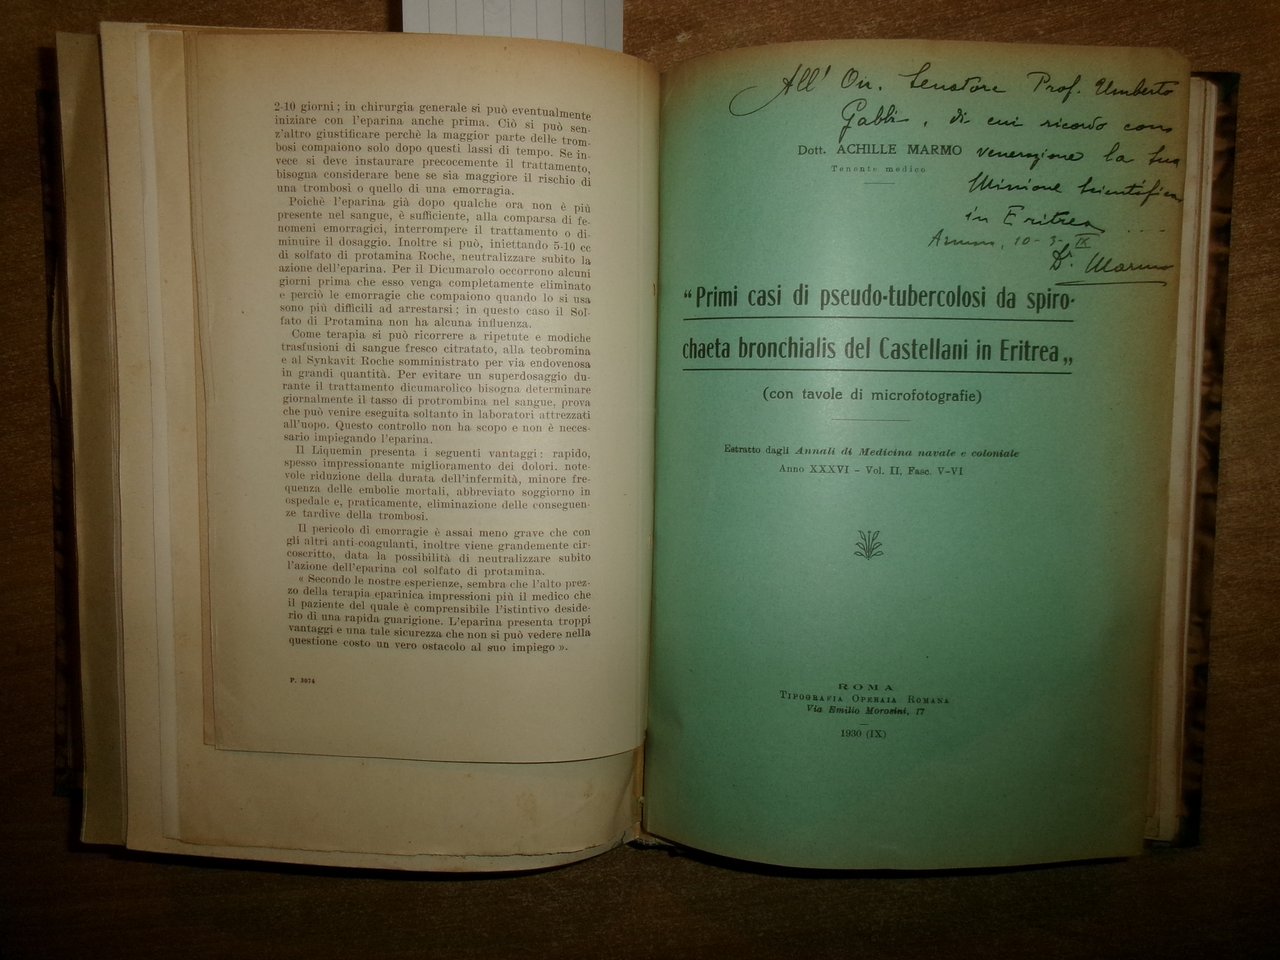 2-10 giorni; in chirurgia generale si può eventualmente
iniziare con l'eparina anche prima. Ciò si può sen-
z'altro giustificare perchè la maggior parte delle trom-
bosi compaiono solo dopo questi lassi di tempo. Se in-
vece si deve instaurare precocemente il trattamento,
bisogna considerare bene se sia maggiore il rischio di
una trombosi o quello di una emorragia.
Poichè l'eparina già dopo qualche ora non è più
presente nel sangue, è sufficiente, alla comparsa di fe-
nomeni emorragici, interrompere il trattamento o di-
minuire il dosaggio. Inoltre si può, iniettando 5-10 cc
di solfato di protamina Roche, neutralizzare subito la
azione dell'eparina. Per il Dicumarolo occorrono alcuni
giorni prima che esso venga completamente eliminato
e perciò le emorragie che compaiono quando lo si usa
sono più difficili ad arrestarsi; in questo caso il Sol-
fato di Protamina non ha alcuna influenza.
Come terapia si può ricorrere a ripetute e modiche
trasfusioni di sangue fresco citratato, alla teobromina
e al Synkavit Roche somministrato per via endovenosa
in grandi quantità. Per evitare un superdosaggio du-
rante il trattamento dicumarolico bisogna determinare
giornalmente il tasso di protrombina nel sangue, prova
che può venire eseguita soltanto in laboratori attrezzati
all'uopo. Questo controllo non ha scopo e non è neces-
sario impiegando l'eparina.
Il Liquemin presenta i seguenti vantaggi: rapido,
spesso impressionante miglioramento dei dolori. note-
vole riduzione della durata dell'infermità, minore fre-
quenza delle embolie mortali, abbreviato soggiorno in
ospedale e, praticamente, eliminazione delle conseguen-
ze tardive della trombosi.
Il pericolo di emorragie è assai meno grave che con
gli altri anti-coagulanti, inoltre viene grandemente cir-
coscritto, data la possibilità di neutralizzare subito
l'azione dell'eparina col solfato di protamina.
« Secondo le nostre esperienze, sembra che l'alto prez-
zo della terapia eparinica impressioni più il medico che
il paziente del quale è comprensibile l'istintivo deside-
rio di una rapida guarigione. L'eparina presenta troppi
vantaggi e una tale sicurezza che non si può vedere nella
questione costo un vero ostacolo al suo impiego ».
P. 3074
All' On. Senatore Prof. Umberto
Gabbi, di cui ricordo con
venerazione la Sua
Missione Scientifica
in Eritrea ...
10-3-IX
Dr. Marmo
Dott. ACHILLE MARMO
Tenente medico
"Primi casi di pseudo-tubercolosi da spiro-
chaeta bronchialis del Castellani in Eritrea„
(con tavole di microfotografie)
Estratto dagli Annali di Medicina navale e coloniale
Anno XXXVI - Vol. II, Fasc. V-VI
ROMA
Tipografia Operaia Romana
Via Emilio Morosini, 17
1930 (IX)